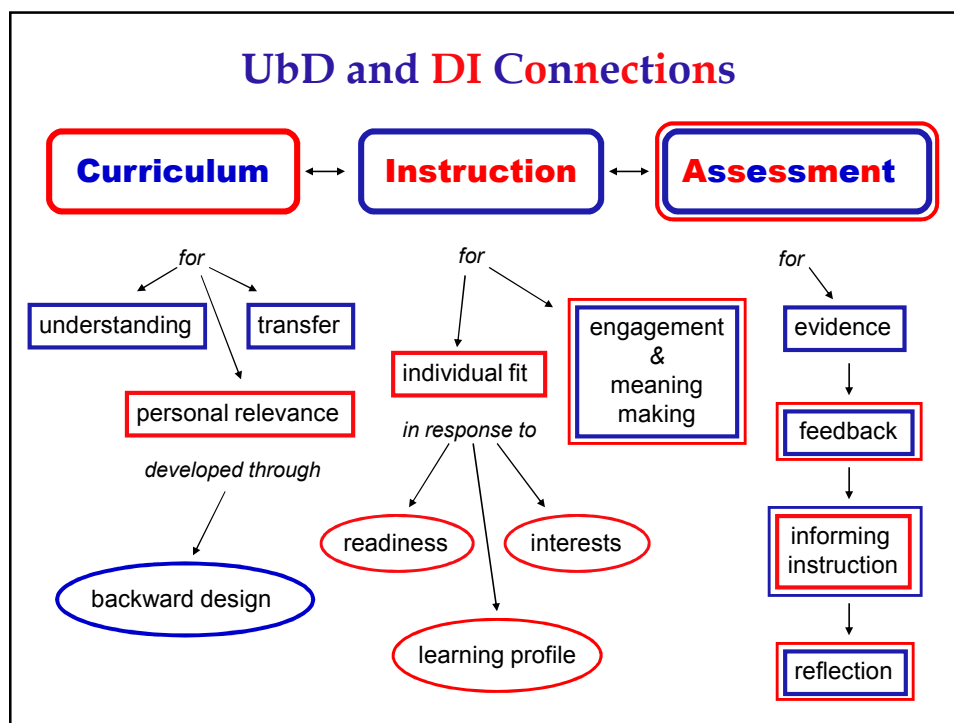 UbD and DI Connections
Curriculum
Instruction
Assessment
for
understanding
transfer
personal relevance
developed through
backward design
for
individual fit
engagement
&
meaning
making
in response to
readiness
interests
learning profile
for
evidence
feedback
informing
instruction
reflection